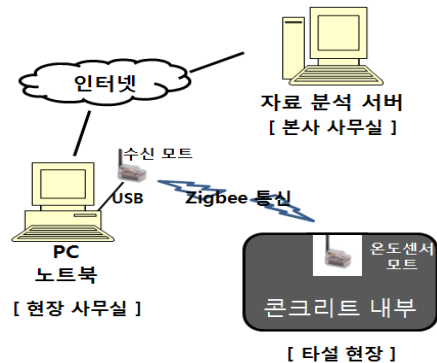 인터넷
자료 분석 서버
[ 본사 사무실 ]
수신 모트
USB
Zigbee 통신
PC
노트북
[ 현장 사무실 ]
온도센서
모트
콘크리트 내부
[ 타설 현장 ]